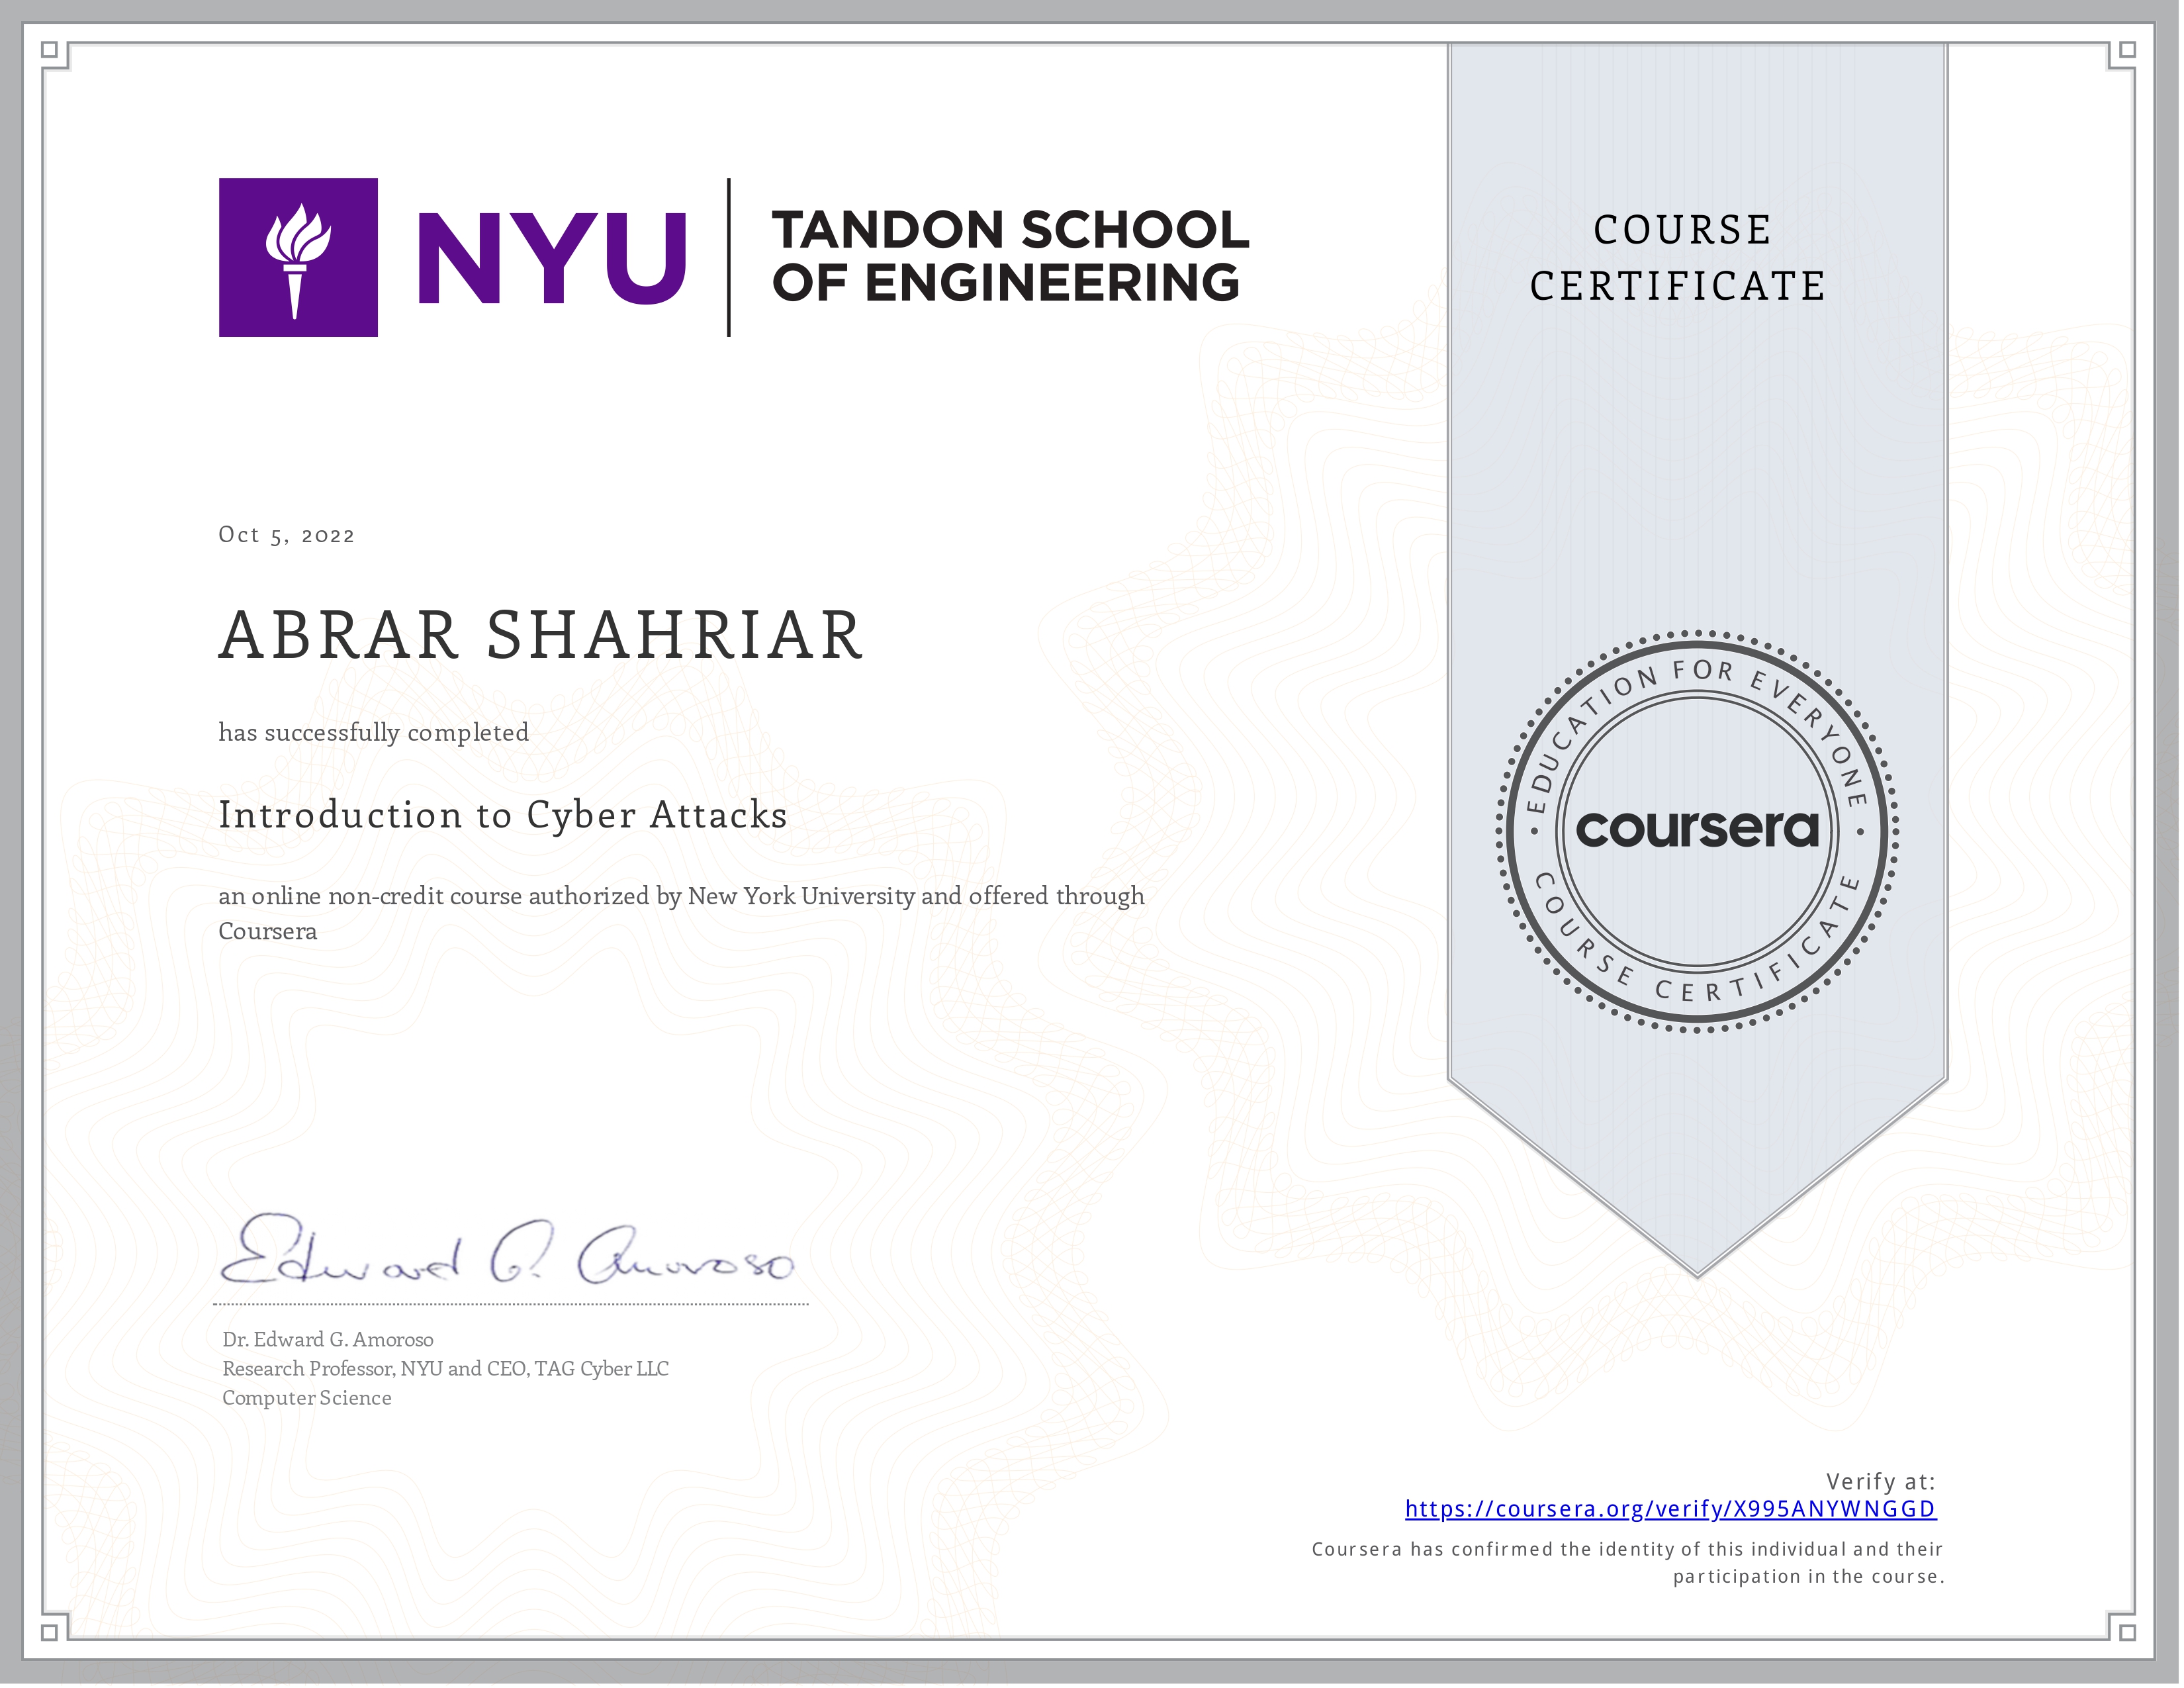 NYU
TANDON SCHOOL
OF ENGINEERING
COURSE
CERTIFICATE
Oct 5, 2022
ABRAR SHAHRIAR
has successfully completed
Introduction to Cyber Attacks
an online non-credit course authorized by New York University and offered through
Coursera
EDUCATION FOR EVERYONE
coursera
COURSE CERTIFICATE
Edward G. Amoroso
Dr. Edward G. Amoroso
Research Professor, NYU and CEO, TAG Cyber LLC
Computer Science
Verify at:
https://coursera.org/verify/X995ANYWNGGD
Coursera has confirmed the identity of this individual and their
participation in the course.